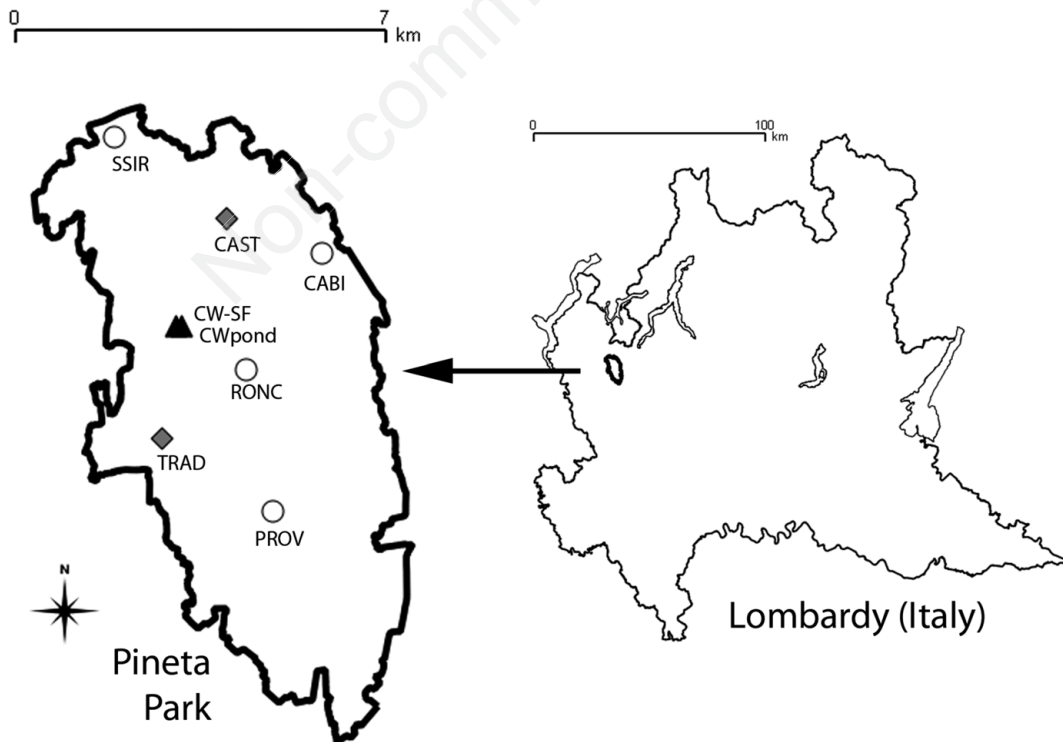 0
7
km
Non-comm
0
100
km
SSIR
CAST
CABI
CW-SF
CWpond
RONC
TRAD
PROV
N
Pineta
Park
Lombardy (Italy)